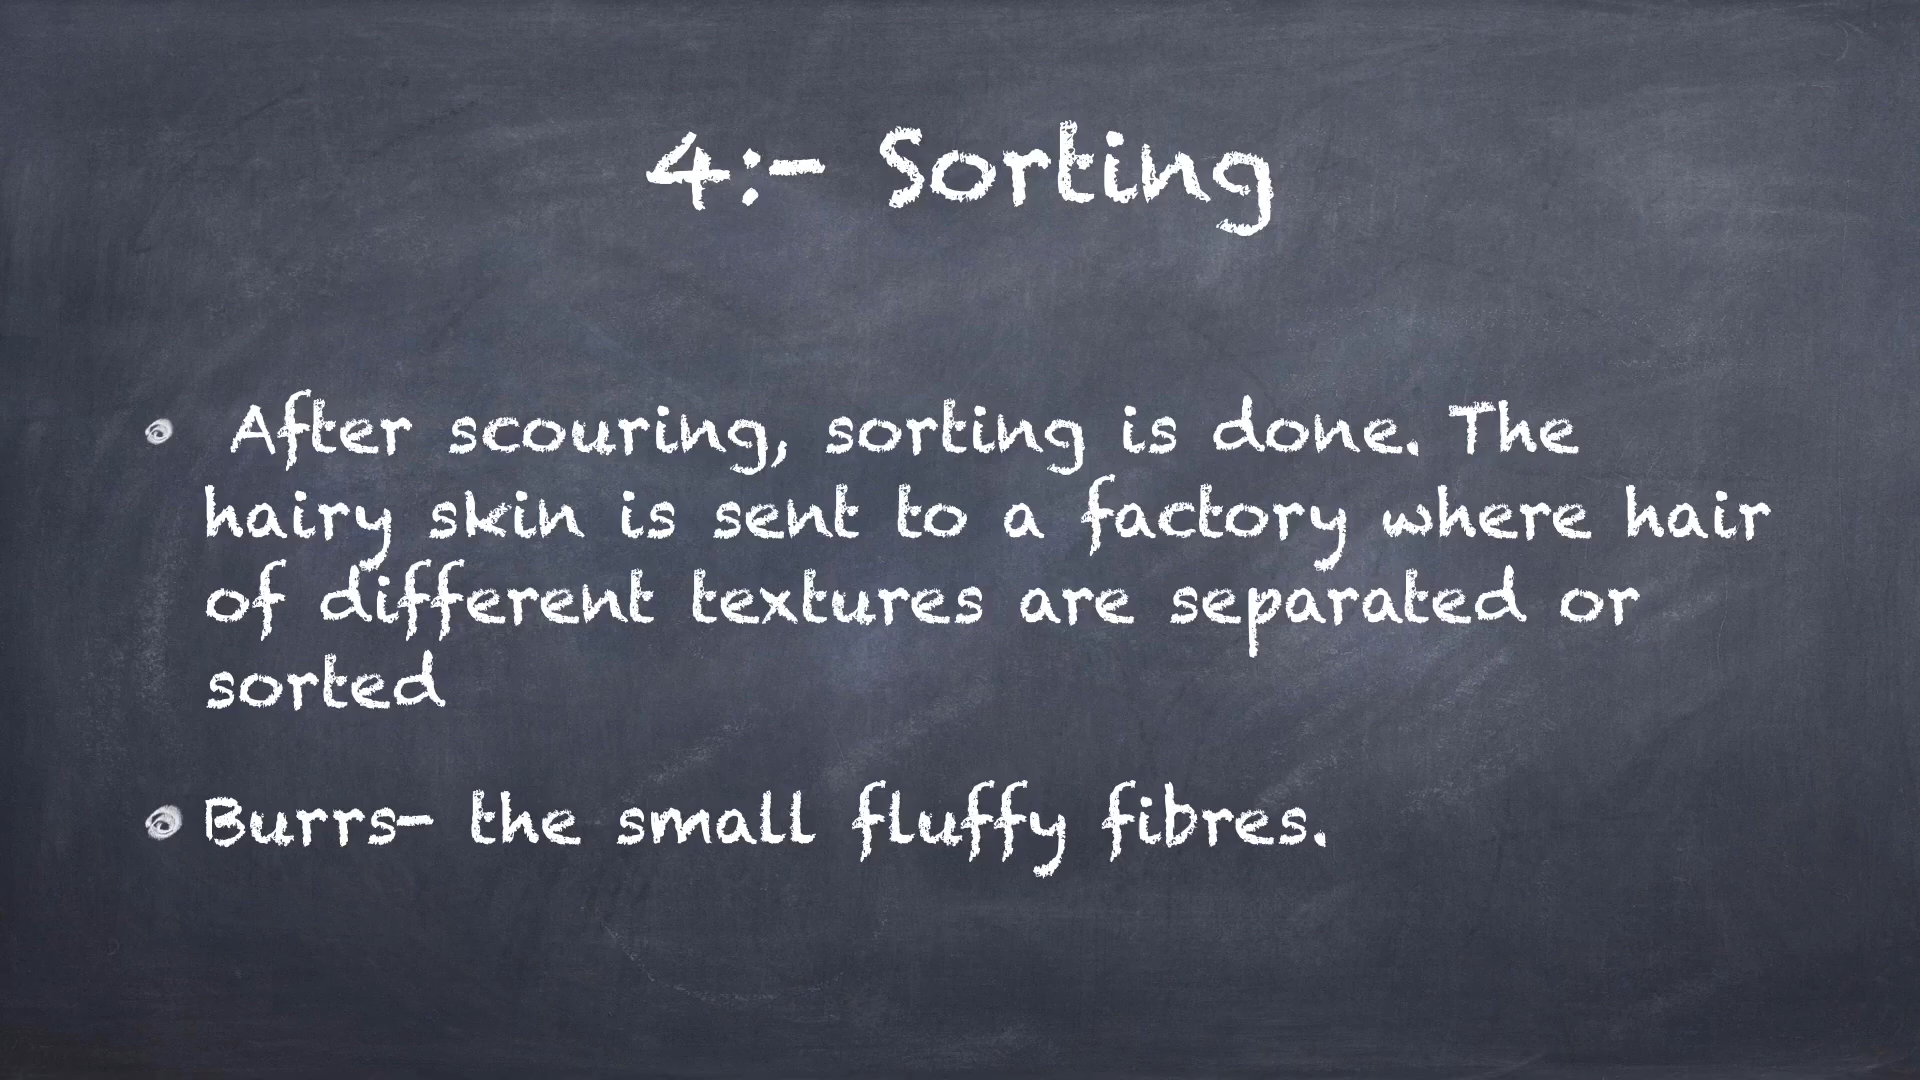 4:- Sorting
After scouring, sorting is done. The
hairy skin is sent to a factory where hair
of different textures are separated or
sorted
Burrs- the small fluffy fibres.